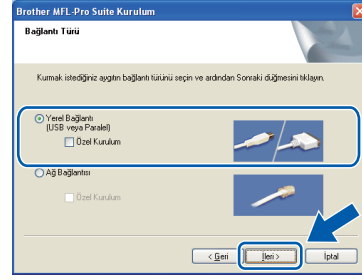 Brother MFL-Pro Suite Kurulum
Bağlantı Türü
Kurmak istediğiniz aygıtın bağlantı türünü seçin ve ardından Sonraki düğmesini tıklayın.
Yerel Bağlantı
(USB veya Paralel)
Özel Kurulum
Ağ Bağlantısı
Özel Kurulum
< Geri
İleri >
İptal